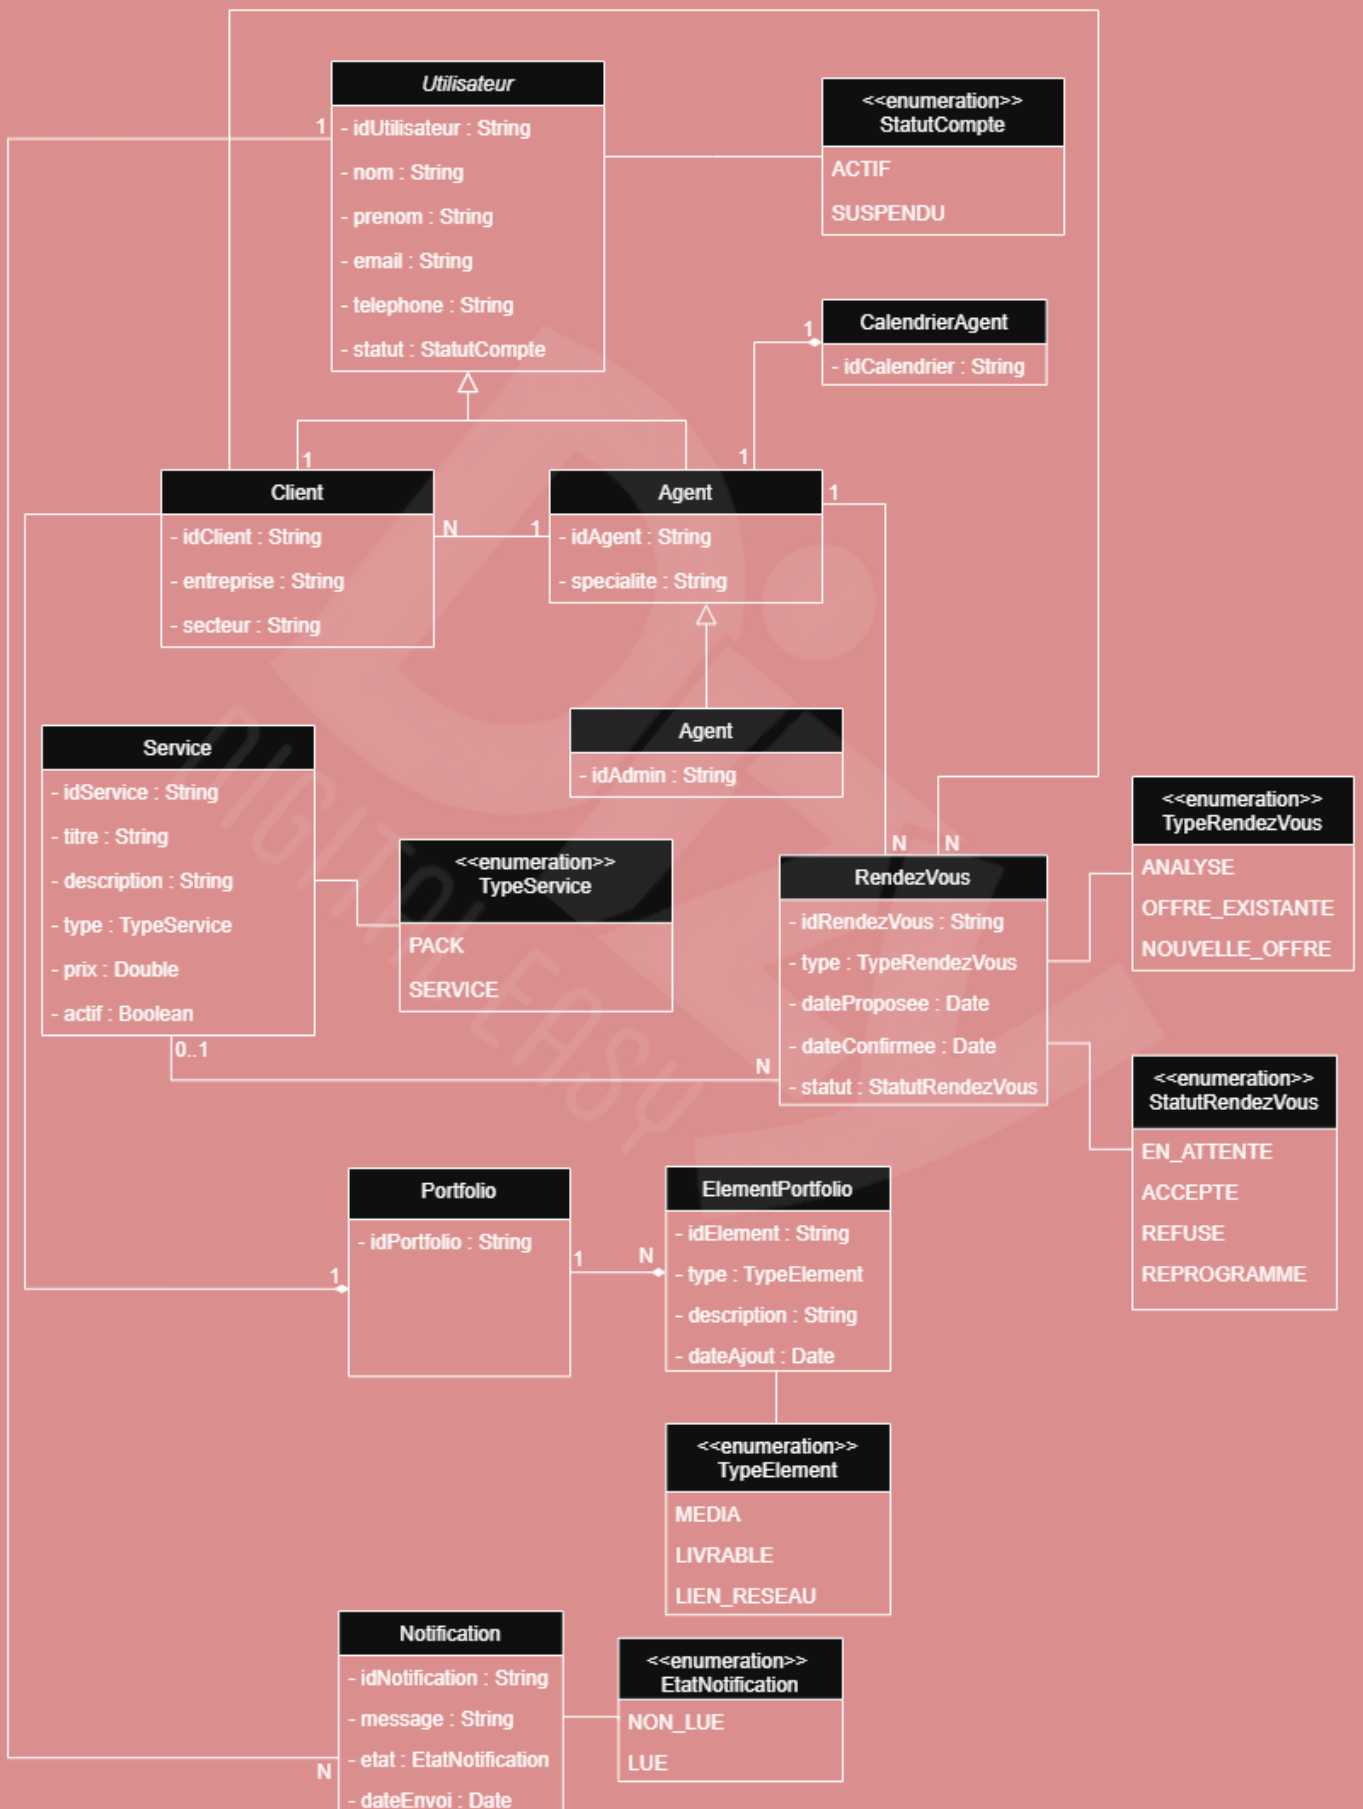 Utilisateur
- idUtilisateur : String
- nom : String
- prenom : String
- email : String
- telephone : String
- statut : StatutCompte
1
<<enumeration>>
StatutCompte
ACTIF
SUSPENDU
CalendrierAgent
- idCalendrier : String
1
1
1
Client
- idClient : String
- entreprise : String
- secteur : String
N
1
Agent
- idAgent : String
- specialite : String
1
Agent
- idAdmin : String
Service
- idService : String
- titre : String
- description : String
- type : TypeService
- prix : Double
- actif : Boolean
0..1
<<enumeration>>
TypeService
PACK
SERVICE
N
N
RendezVous
- idRendezVous : String
- type : TypeRendezVous
- dateProposee : Date
- dateConfirmee : Date
- statut : StatutRendezVous
N
<<enumeration>>
TypeRendezVous
ANALYSE
OFFRE_EXISTANTE
NOUVELLE_OFFRE
<<enumeration>>
StatutRendezVous
EN_ATTENTE
ACCEPTE
REFUSE
REPROGRAMME
DIGITAL EASY
Portfolio
- idPortfolio : String
1
1
N
ElementPortfolio
- idElement : String
- type : TypeElement
- description : String
- dateAjout : Date
<<enumeration>>
TypeElement
MEDIA
LIVRABLE
LIEN_RESEAU
Notification
- idNotification : String
- message : String
- etat : EtatNotification
- dateEnvoi : Date
N
<<enumeration>>
EtatNotification
NON_LUE
LUE